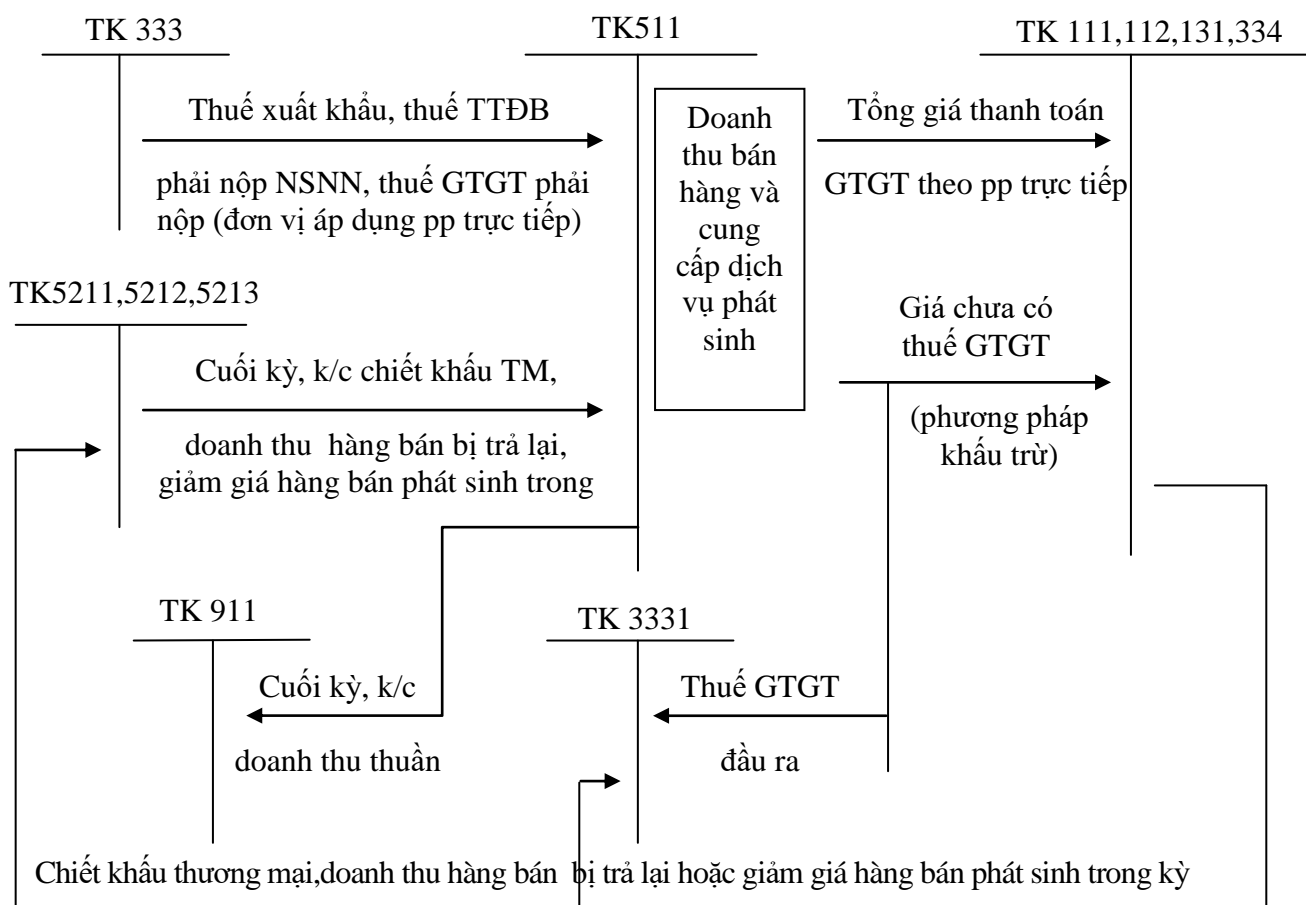 TK 333
TK511
TK 111,112,131,334
Thuế xuất khẩu, thuế TTĐB
phải nộp NSNN, thuế GTGT phải
nộp (đơn vị áp dụng pp trực tiếp)
Doanh
thu bán
hàng và
cung
cấp dịch
vụ phát
sinh
Tổng giá thanh toán
GTGT theo pp trực tiếp
TK5211,5212,5213
Cuối kỳ, k/c chiết khấu TM,
doanh thu hàng bán bị trả lại,
giảm giá hàng bán phát sinh trong
Giá chưa có
thuế GTGT
(phương pháp
khấu trừ)
TK 911
TK 3331
Cuối kỳ, k/c
doanh thu thuần
Thuế GTGT
đầu ra
Chiết khấu thương mại,doanh thu hàng bán bị trả lại hoặc giảm giá hàng bán phát sinh trong kỳ